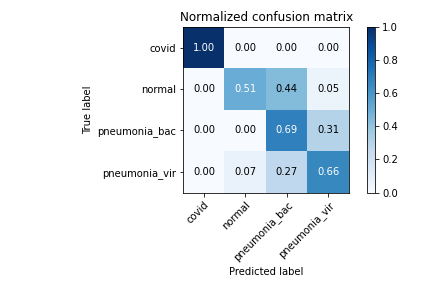 Normalized confusion matrix
True label
covid 1.00 0.00 0.00 0.00
normal 0.00 0.51 0.44 0.05
pneumonia_bac 0.00 0.00 0.69 0.31
pneumonia_vir 0.00 0.07 0.27 0.66
covid normal pneumonia_bac pneumonia_vir
Predicted label
1.0
0.8
0.6
0.4
0.2
0.0